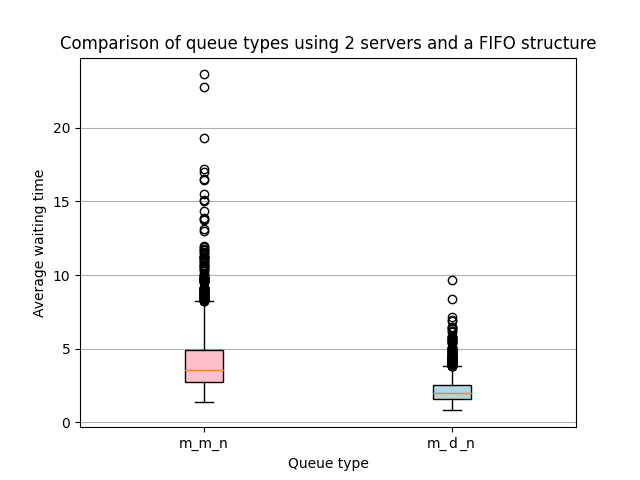 Comparison of queue types using 2 servers and a FIFO structure
20
15
10
5
0
Average waiting time
m_m_n
m_d_n
Queue type